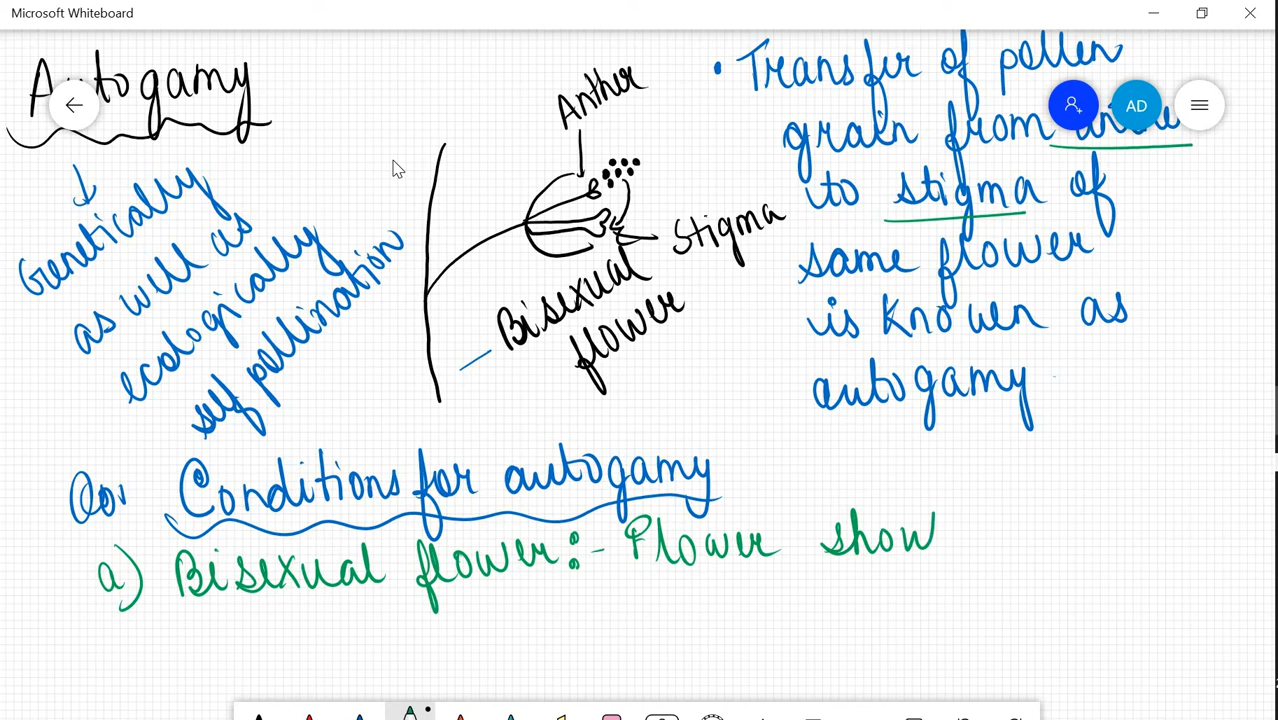 Microsoft Whiteboard
Autogamy
Genetically
as well as
ecologically
self pollination
Anther
Stigma
Bisexual
flower
• Transfer of pollen
grain from
to stigma of
same flower
is known as
autogamy
AD
Conditions for autogamy
a) Bisexual flower:- Flower show